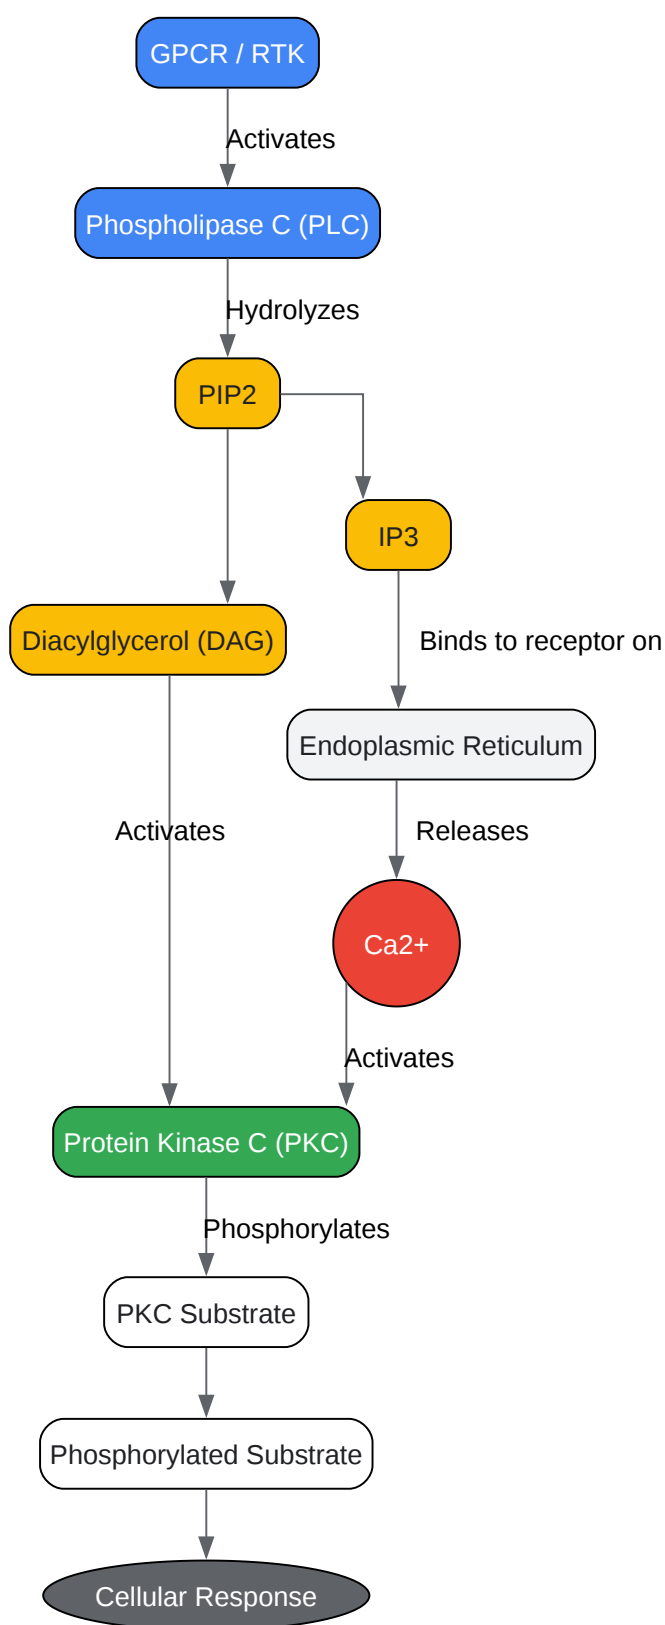 GPCR / RTK
Activates
Phospholipase C (PLC)
Hydrolyzes
PIP2
IP3
Diacylglycerol (DAG)
Binds to receptor on
Endoplasmic Reticulum
Activates
Releases
Ca2+
Activates
Protein Kinase C (PKC)
Phosphorylates
PKC Substrate
Phosphorylated Substrate
Cellular Response